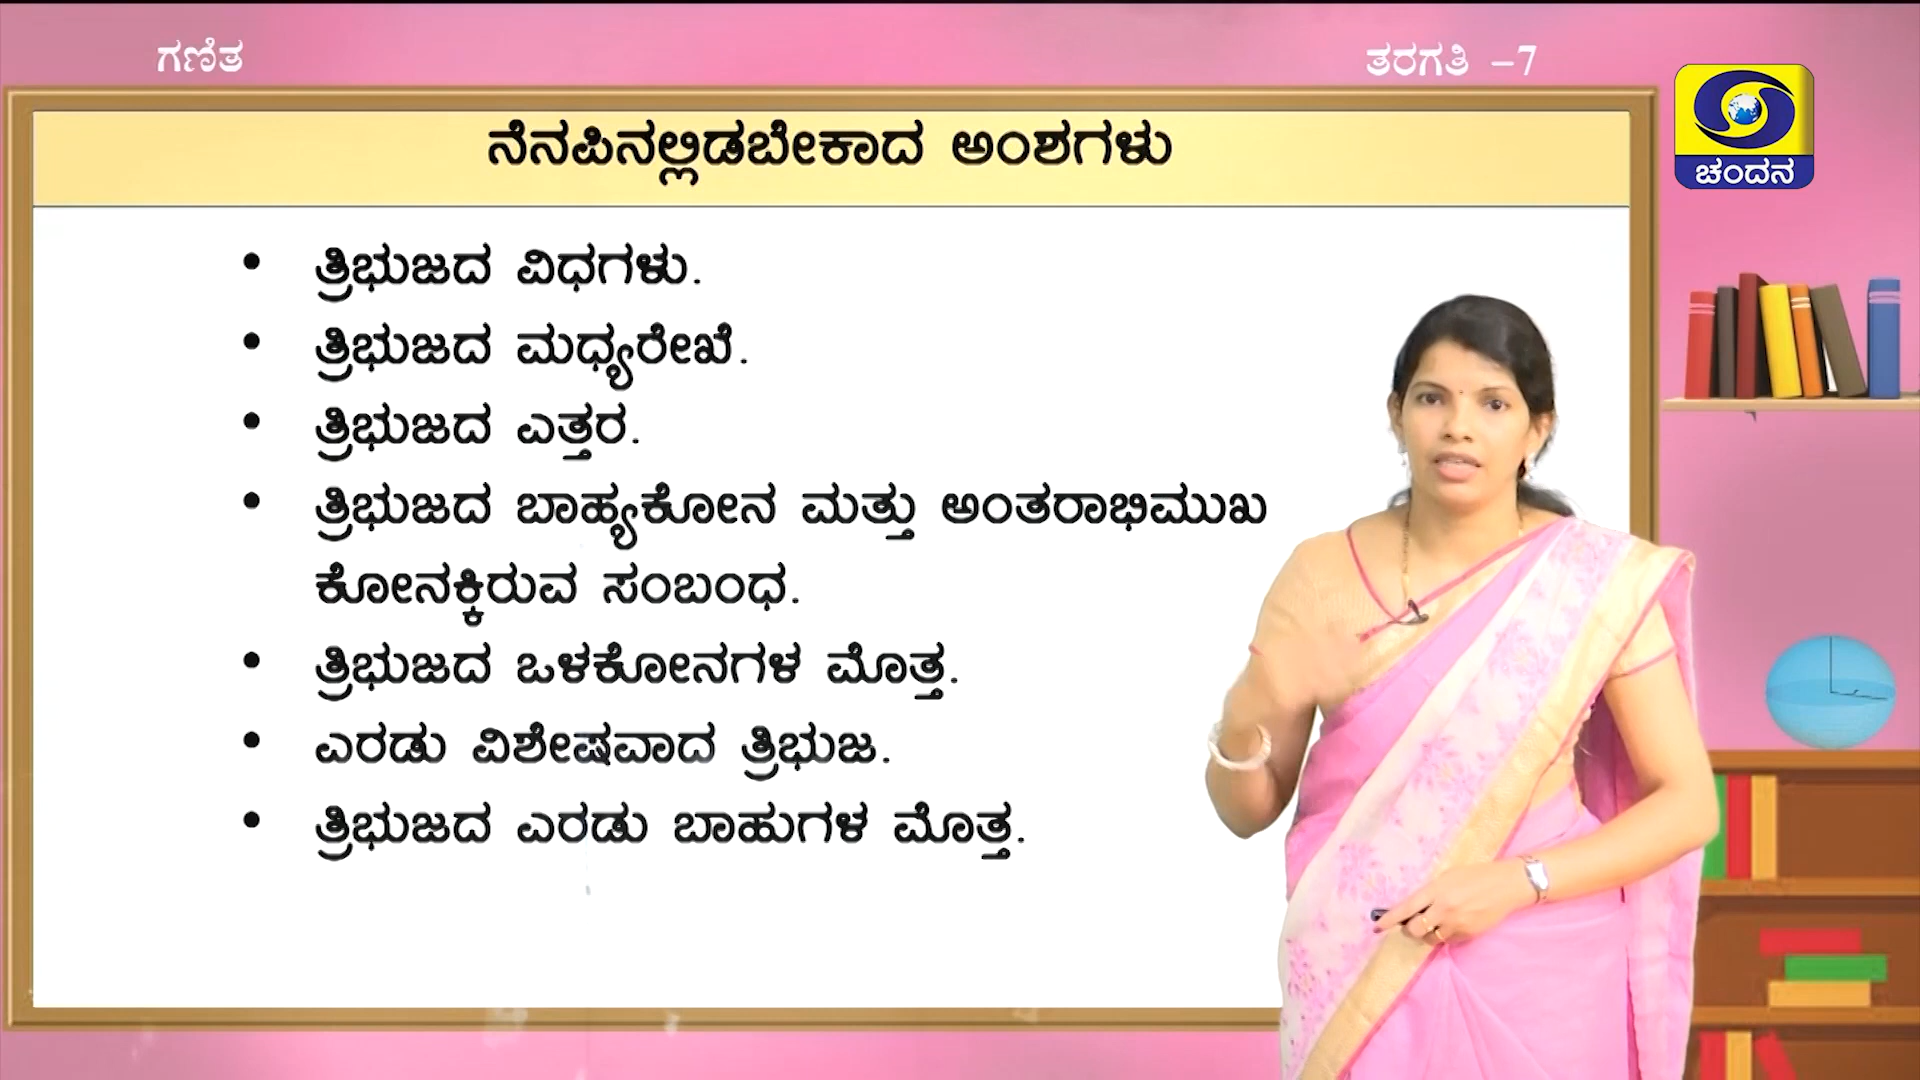 ಗಣಿತ
ತರಗತಿ –7
ಚಂದನ
ನೆನಪಿನಲ್ಲಿಡಬೇಕಾದ ಅಂಶಗಳು
• ತ್ರಿಭುಜದ ವಿಧಗಳು.
• ತ್ರಿಭುಜದ ಮಧ್ಯರೇಖೆ.
• ತ್ರಿಭುಜದ ಎತ್ತರ.
• ತ್ರಿಭುಜದ ಬಾಹ್ಯಕೋನ ಮತ್ತು ಅಂತರಾಭಿಮುಖ
ಕೋನಕ್ಕಿರುವ ಸಂಬಂಧ.
• ತ್ರಿಭುಜದ ಒಳಕೋನಗಳ ಮೊತ್ತ.
• ಎರಡು ವಿಶೇಷವಾದ ತ್ರಿಭುಜ.
• ತ್ರಿಭುಜದ ಎರಡು ಬಾಹುಗಳ ಮೊತ್ತ.